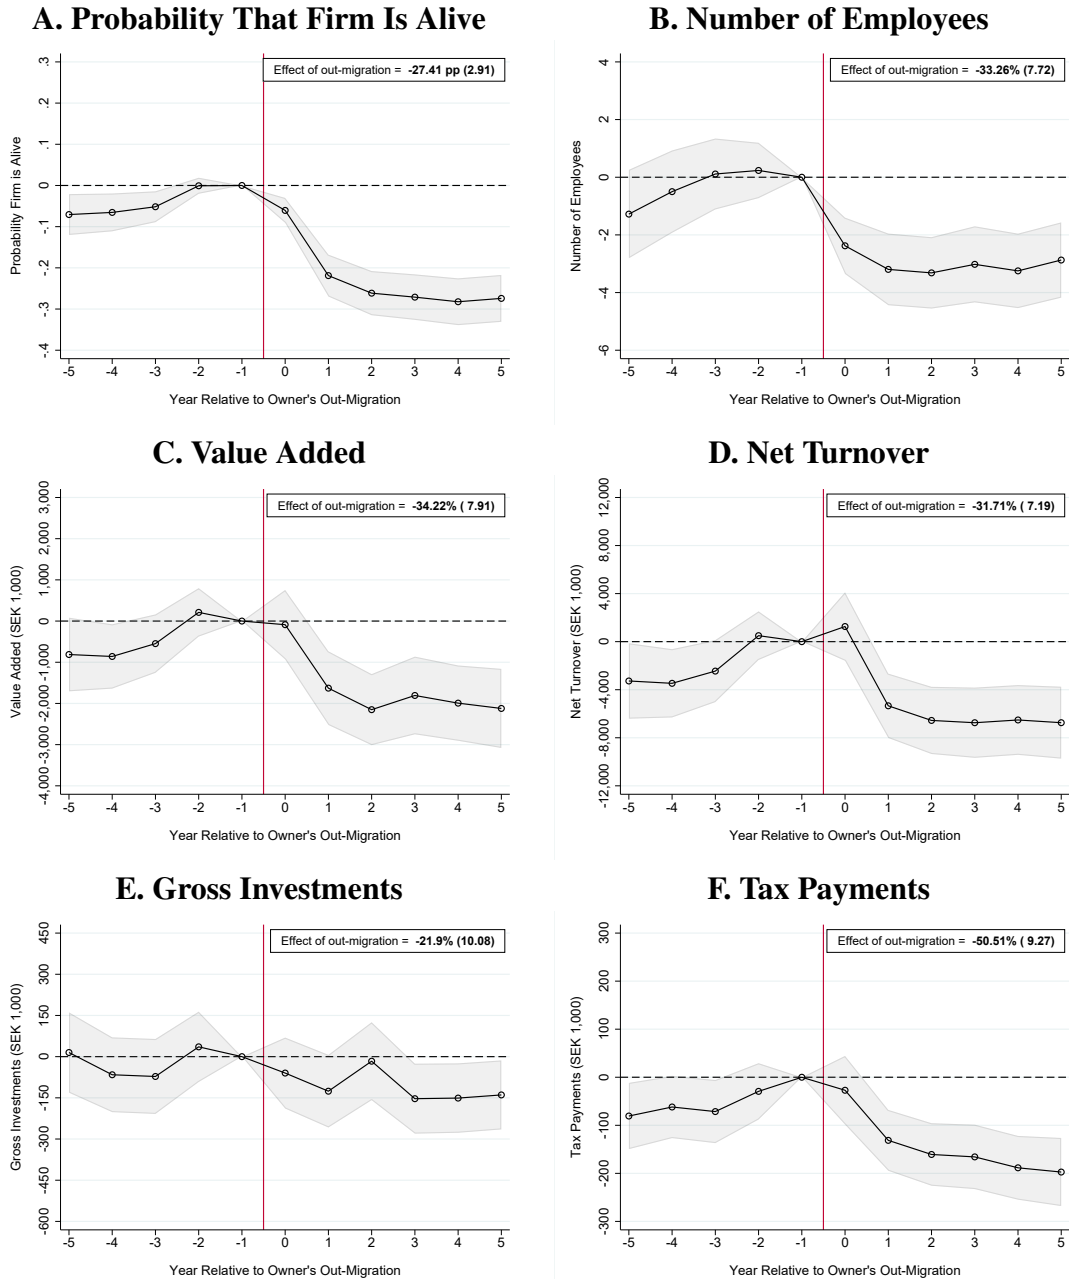 A. Probability That Firm Is Alive
Effect of out-migration = -27.41 pp (2.91)
Probability Firm is Alive
.3
.2
.1
0
-.1
-.2
-.3
-.4
-5 -4 -3 -2 -1 0 1 2 3 4 5
Year Relative to Owner's Out-Migration
B. Number of Employees
Effect of out-migration = -33.26% (7.72)
Number of Employees
4
2
0
-2
-4
-6
-5 -4 -3 -2 -1 0 1 2 3 4 5
Year Relative to Owner's Out-Migration
C. Value Added
Effect of out-migration = -34.22% ( 7.91)
Value Added (SEK 1,000)
3,000
2,000
1,000
0
-1,000
-2,000
-3,000
-4,000
-5 -4 -3 -2 -1 0 1 2 3 4 5
Year Relative to Owner's Out-Migration
D. Net Turnover
Effect of out-migration = -31.71% ( 7.19)
Net Turnover (SEK 1,000)
12,000
8,000
4,000
0
-4,000
-8,000
-12,000
-5 -4 -3 -2 -1 0 1 2 3 4 5
Year Relative to Owner's Out-Migration
E. Gross Investments
Effect of out-migration = -21.9% (10.08)
Gross Investments (SEK 1,000)
450
300
150
0
-150
-300
-450
-600
-5 -4 -3 -2 -1 0 1 2 3 4 5
Year Relative to Owner's Out-Migration
F. Tax Payments
Effect of out-migration = -50.51% ( 9.27)
Tax Payments (SEK 1,000)
300
200
100
0
-100
-200
-300
-5 -4 -3 -2 -1 0 1 2 3 4 5
Year Relative to Owner's Out-Migration